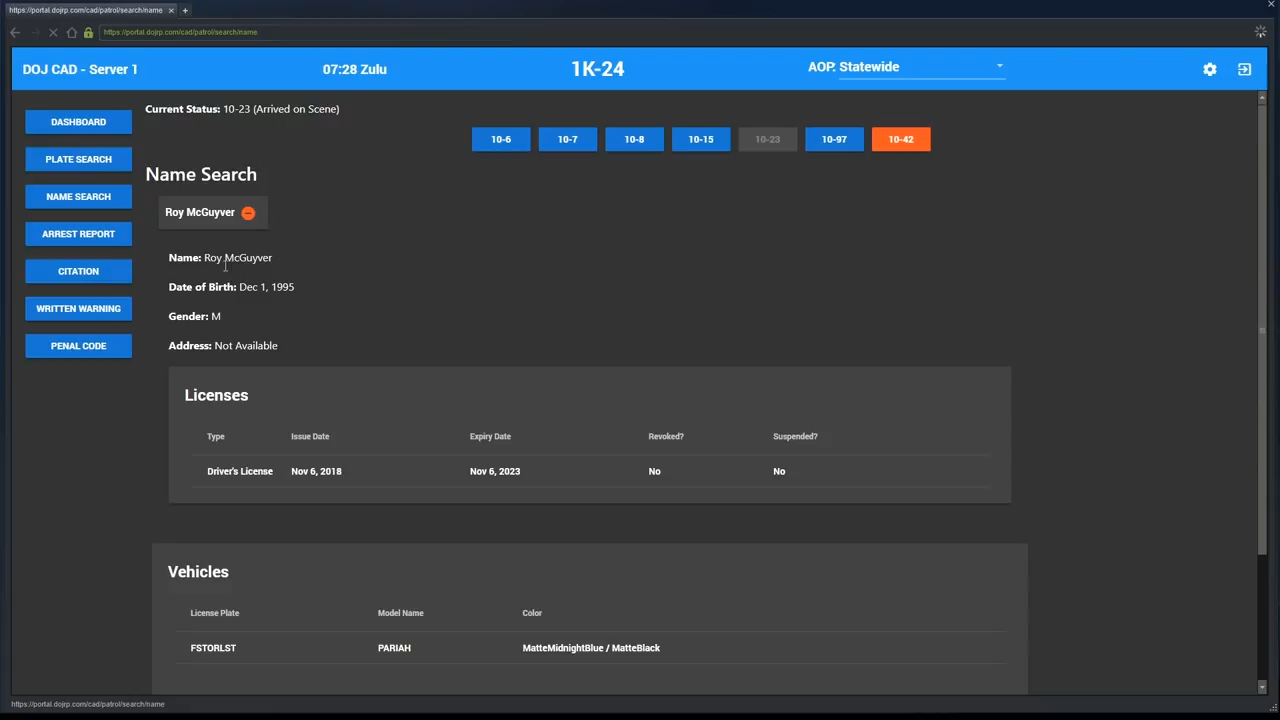 https://portal.dojrp.com/cad/patrol/search/name
https://portal.dojrp.com/cad/patrol/search/name
DOJ CAD - Server 1
07:28 Zulu
1K-24
AOP: Statewide
Current Status: 10-23 (Arrived on Scene)
DASHBOARD
PLATE SEARCH
NAME SEARCH
ARREST REPORT
CITATION
WRITTEN WARNING
PENAL CODE
10-6
10-7
10-8
10-15
10-23
10-97
10-42
Name Search
Roy McGuyver
Name: Roy McGuyver
Date of Birth: Dec 1, 1995
Gender: M
Address: Not Available
Licenses
Type Issue Date Expiry Date Revoked? Suspended?
Driver's License Nov 6, 2018 Nov 6, 2023 No No
Vehicles
License Plate Model Name Color
FSTORLST PARIAH MatteMidnightBlue / MatteBlack
https://portal.dojrp.com/cad/patrol/search/name